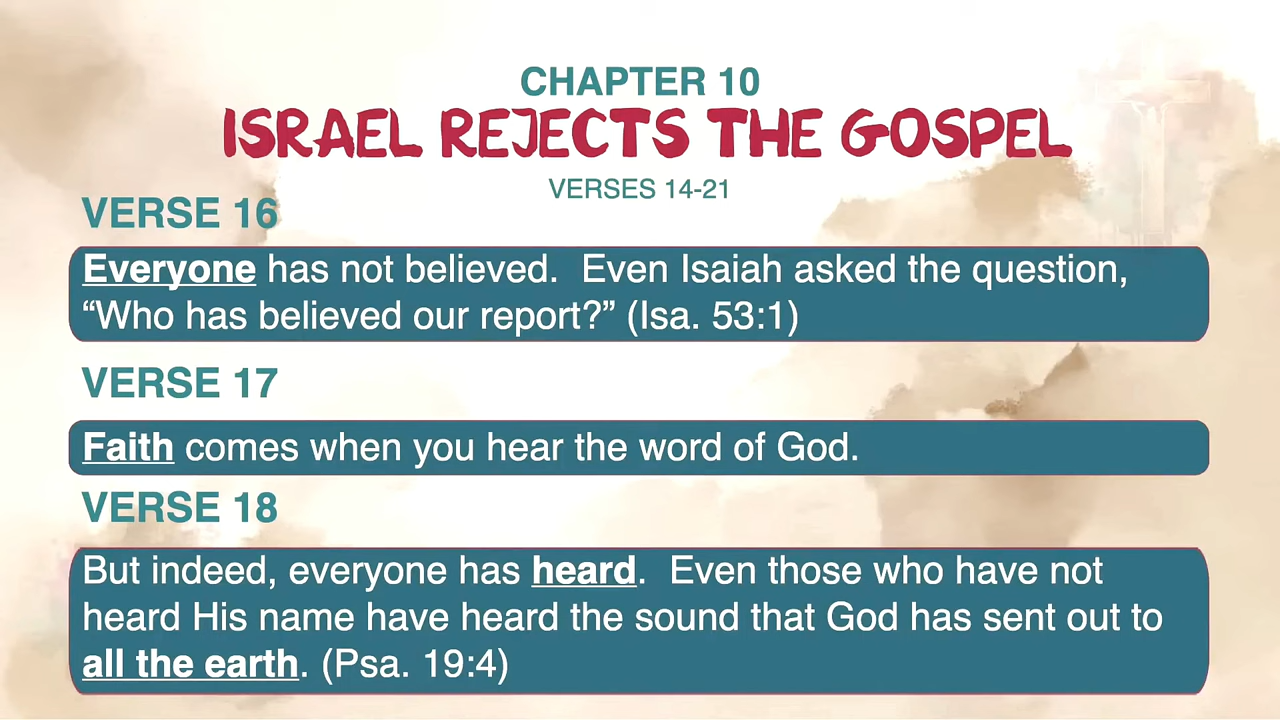 CHAPTER 10
ISRAEL REJECTS THE GOSPEL
VERSES 14-21
VERSE 16
Everyone has not believed.  Even Isaiah asked the question,
“Who has believed our report?” (Isa. 53:1)
VERSE 17
Faith comes when you hear the word of God.
VERSE 18
But indeed, everyone has heard.  Even those who have not
heard His name have heard the sound that God has sent out to
all the earth. (Psa. 19:4)